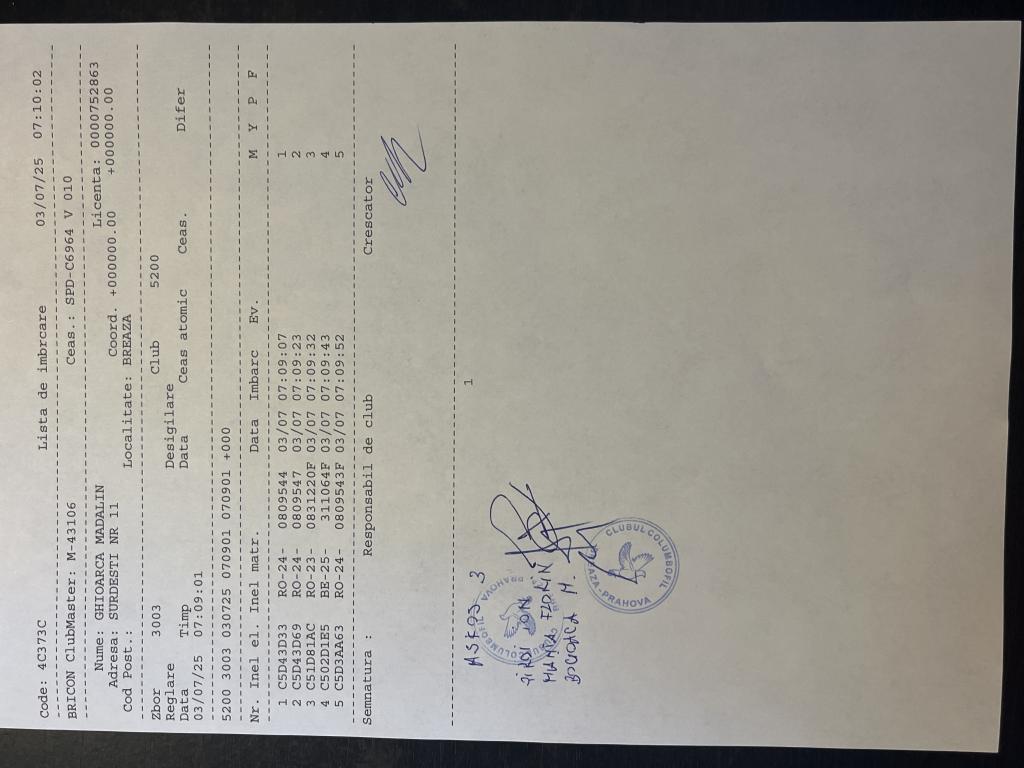 Code: 4C373C Lista de imbrcare 03/07/25 07:10:02
BRICON ClubMaster: M-43106 Ceas.: SPD-C6964 V 010
Nume: GHIOARCA MADALIN Licenta: 0000752863
Adresa: SURDESTI NR 11 Coord. +000000.00 +000000.00
Cod Post.: Localitate: BREAZA
Zbor 3003 Club 5200
Reglare Desigilare
Data Timp Data Ceas atomic Ceas. Difer
03/07/25 07:09:01
5200 3003 030725 070901 070901 +000
Nr. Inel el. Inel matr. Data Imbarc Ev. M Y P F
1 C5D43D33 RO-24- 0809544 03/07 07:09:07 1
2 C5D43D69 RO-24- 0809547 03/07 07:09:23 2
3 C51D81AC RO-23- 0831220F 03/07 07:09:32 3
4 C502D1E5 BE-25- 311064F 03/07 07:09:43 4
5 C5D3AA63 RO-24- 0809543F 03/07 07:09:52 5
Semnatura : Responsabil de club Crescator
1
3
ION
M.
CLUBUL COLUMBOFIL
BREAZA-PRAHOVA